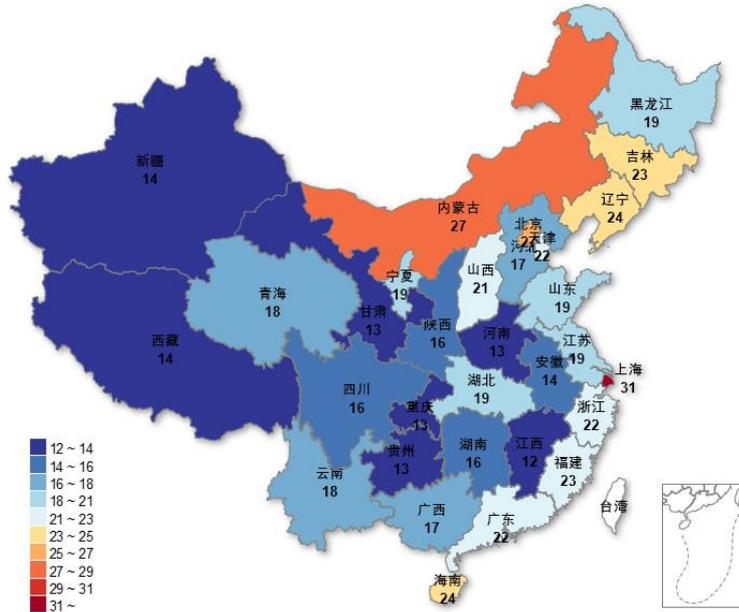 黑龙江
19
吉林
23
辽宁
24
新疆
14
内蒙古
27
北京
27
天津
22
河北
17
宁夏
19
山西
21
山东
19
青海
18
甘肃
13
陕西
16
河南
13
江苏
19
西藏
14
安徽
14
上海
31
四川
16
湖北
19
重庆
13
浙江
22
湖南
16
江西
12
贵州
13
福建
23
云南
18
台湾
广西
17
广东
22
海南
24
12 ~ 14
14 ~ 16
16 ~ 18
18 ~ 21
21 ~ 23
23 ~ 25
25 ~ 27
27 ~ 29
29 ~ 31
31 ~